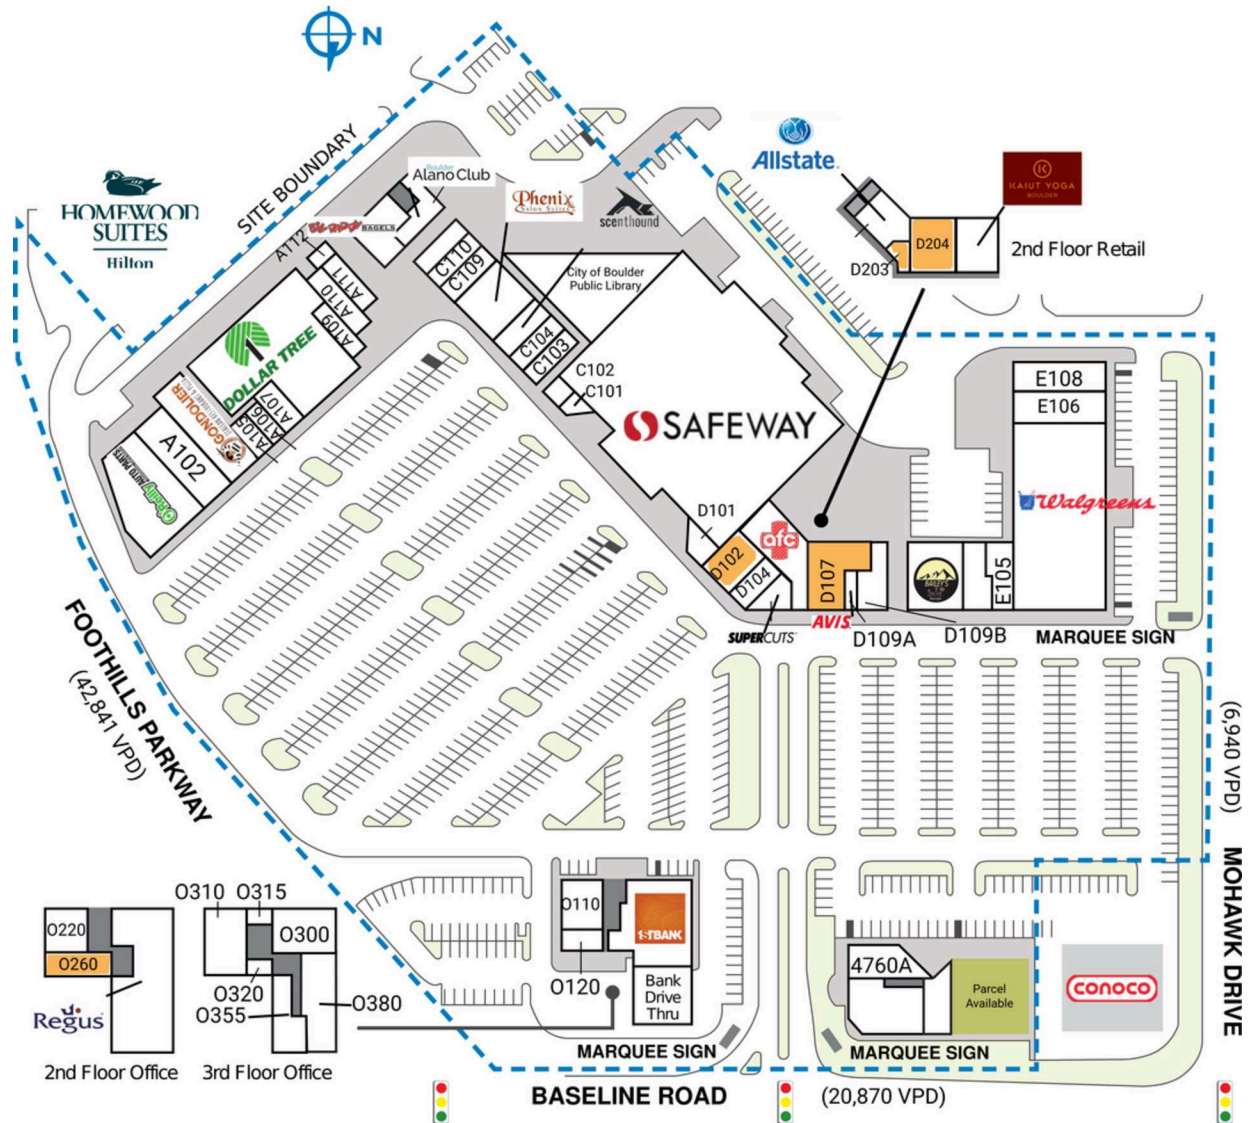 N
SITE BOUNDARY
HOMEWOOD
SUITES
Hilton
Boulder
Alano Club
BAGELS
Phenix
Salon Suites
scenthound
Allstate
KAIUT YOGA
BOULDER
D204
D203
2nd Floor Retail
A112
A111
A110
A109
C110
C109
City of Boulder
Public Library
C104
C103
C102
C101
DOLLAR TREE
GONDOLIER
A107
A106
A105
A102
O'Reilly AUTO PARTS
SAFEWAY
E108
E106
Walgreens
E105
D101
D102
D104
afc
D107
SUPERCUTS
AVIS
D109A
D109B
MARQUEE SIGN
FOOTHILLS PARKWAY
(42,841 VPD)
(6,940 VPD)
MOHAWK DRIVE
O310
O315
O300
O220
O260
O320
O355
O380
Regus
2nd Floor Office
3rd Floor Office
O110
O120
1STBANK
Bank
Drive
Thru
MARQUEE SIGN
4760A
Parcel
Available
CONOCO
MARQUEE SIGN
BASELINE ROAD
(20,870 VPD)